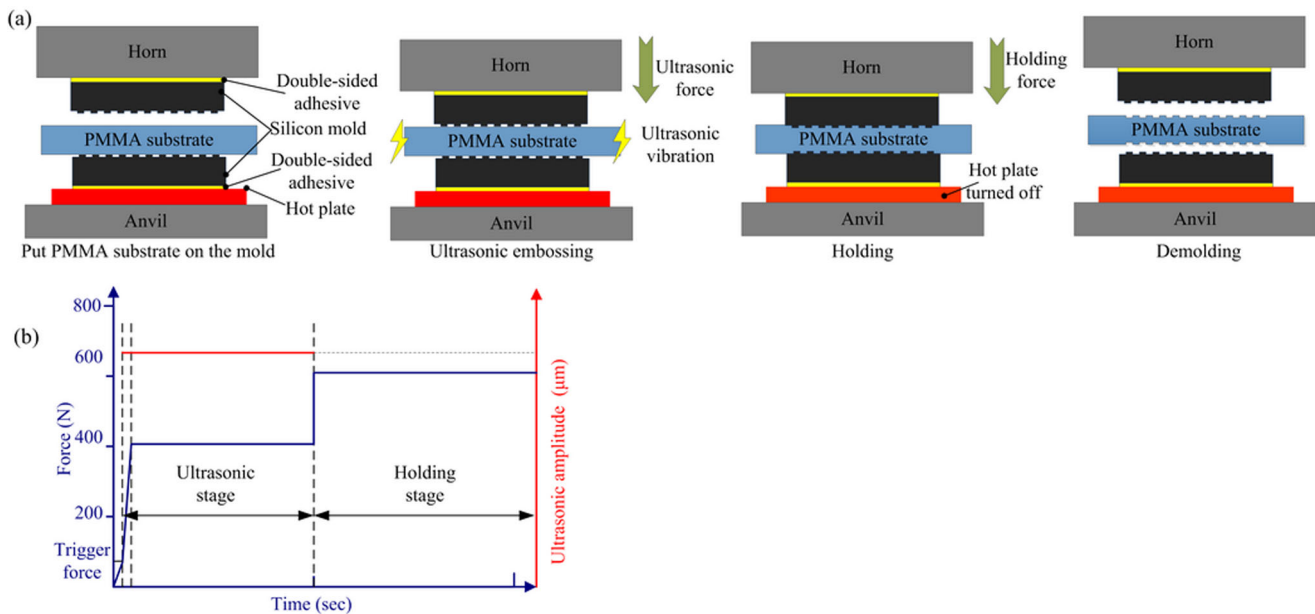 (a)
Horn
Double-sided
adhesive
Silicon mold
PMMA substrate
Double-sided
adhesive
Hot plate
Anvil
Put PMMA substrate on the mold
Horn
Ultrasonic
force
PMMA substrate
Ultrasonic
vibration
Anvil
Ultrasonic embossing
Horn
Holding
force
PMMA substrate
Hot plate
turned off
Anvil
Holding
Horn
PMMA substrate
Anvil
Demolding
(b)
800
600
400
200
Force (N)
Trigger
force
Ultrasonic
stage
Holding
stage
Time (sec)
Ultrasonic amplitude (μm)